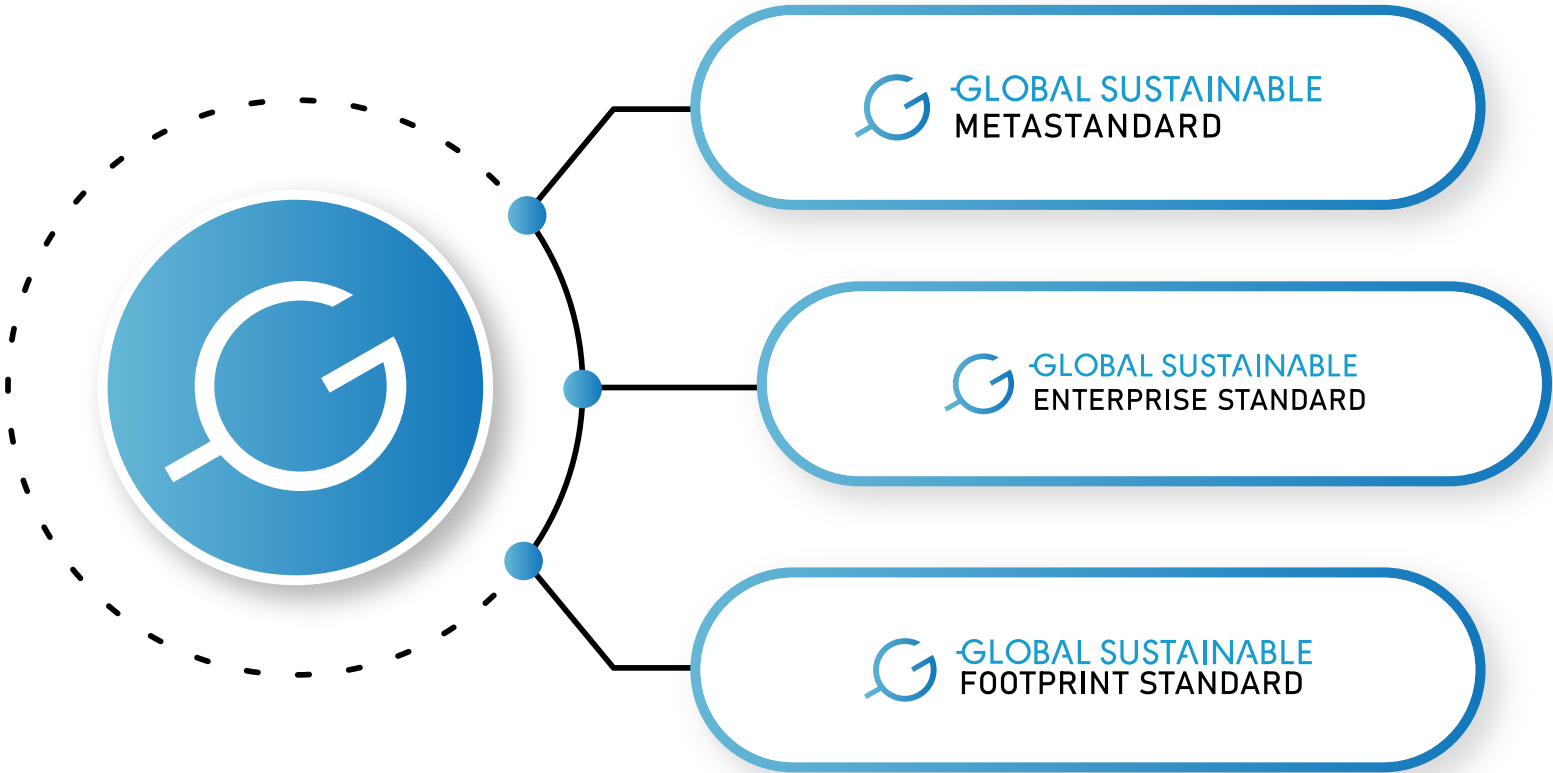 GLOBAL SUSTAINABLE
METASTANDARD
GLOBAL SUSTAINABLE
ENTERPRISE STANDARD
GLOBAL SUSTAINABLE
FOOTPRINT STANDARD